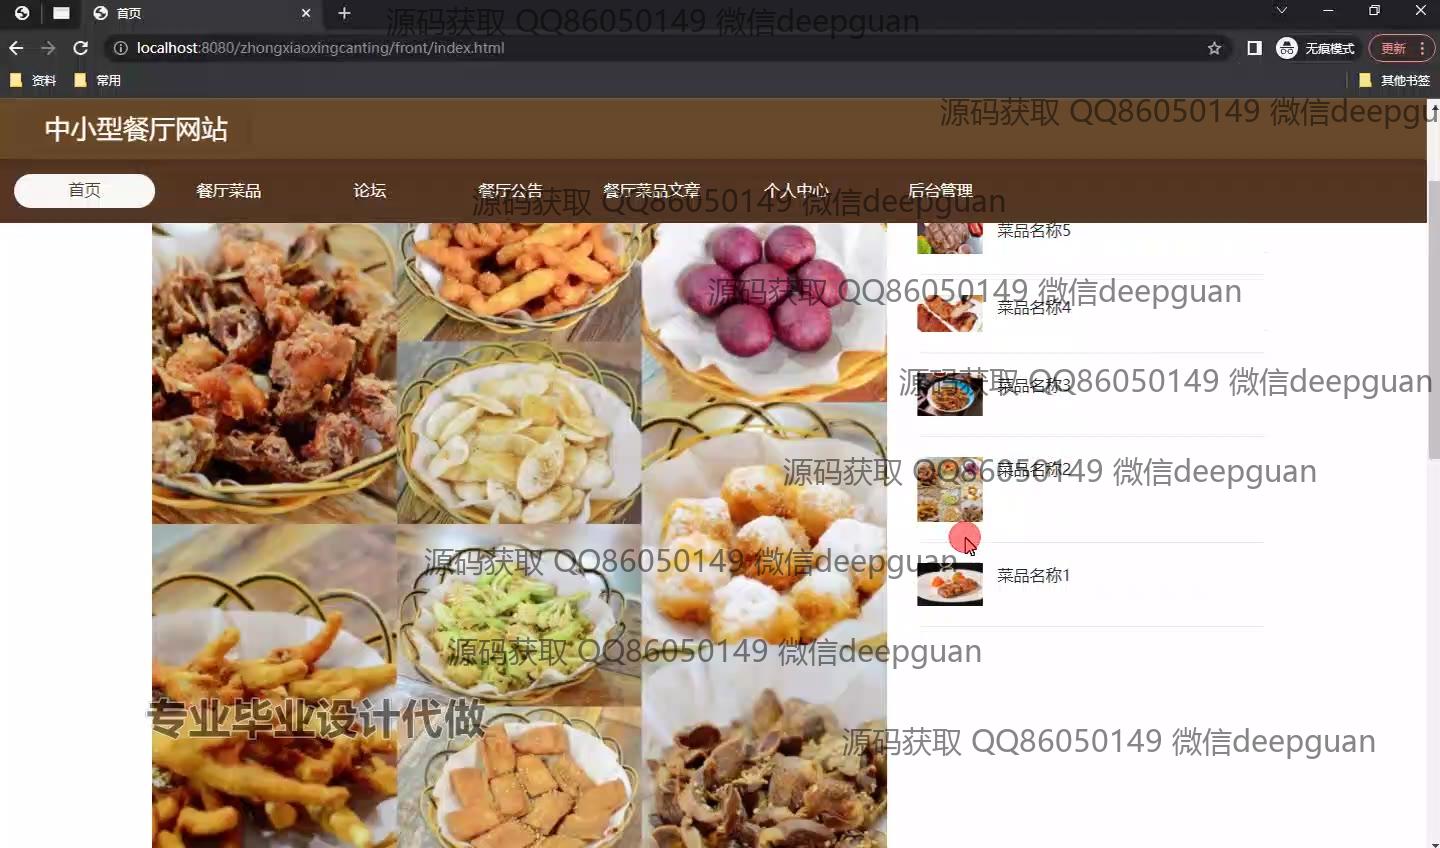 首页
源码获取 QQ86050149 微信deepguan
localhost:8080/zhongxiaoxingcanting/front/index.html
无痕模式
更新
资料
常用
其他书签
源码获取 QQ86050149 微信deepgu
中小型餐厅网站
首页
餐厅菜品
论坛
餐厅公告
餐厅菜品文章
个人中心
后台管理
源码获取 QQ86050149 微信deepguan
菜品名称5
源码获取 QQ86050149 微信deepguan
菜品名称4
源码获取 QQ86050149 微信deepguan
菜品名称3
源码获取 QQ86050149 微信deepguan
菜品名称2
源码获取 QQ86050149 微信deepguan
菜品名称1
源码获取 QQ86050149 微信deepguan
专业毕业设计代做
源码获取 QQ86050149 微信deepguan